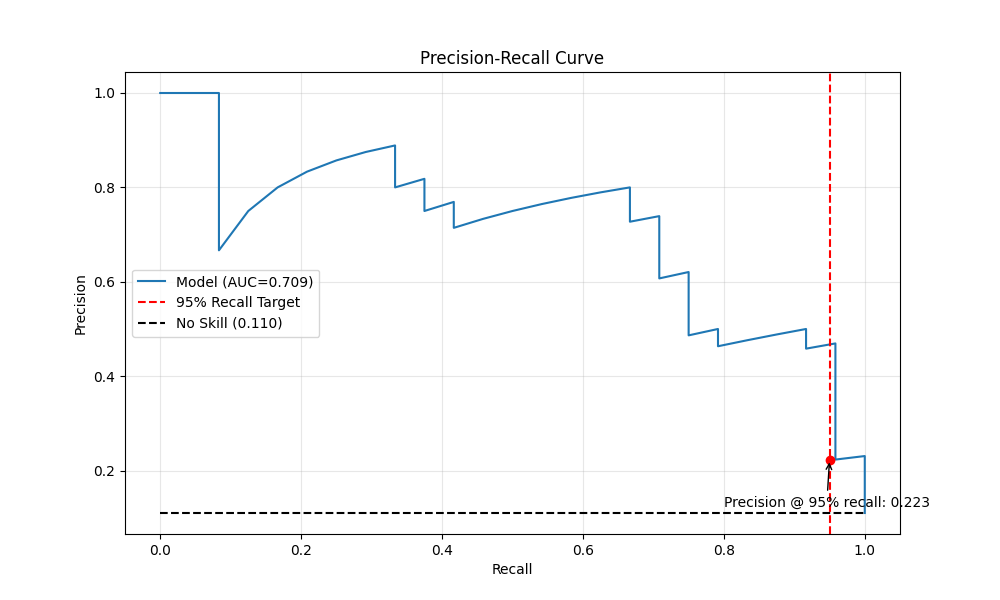 Precision-Recall Curve
Precision
1.0
0.8
0.6
0.4
0.2
Model (AUC=0.709)
95% Recall Target
No Skill (0.110)
Precision @ 95% recall: 0.223
0.0 0.2 0.4 0.6 0.8 1.0
Recall